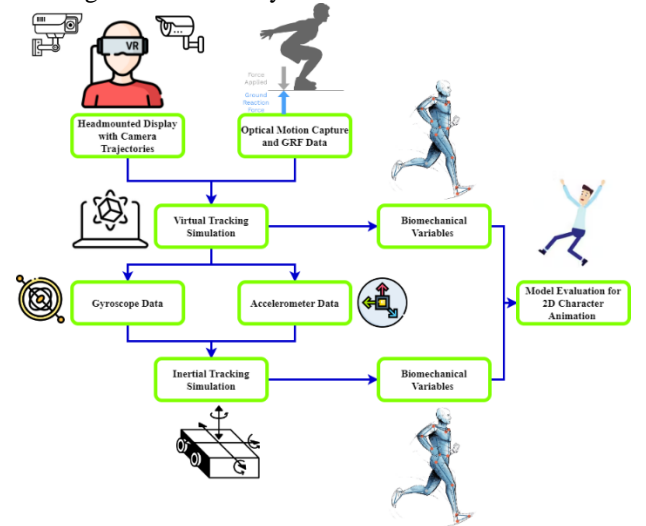 VR
Force
Applied
Ground
Reaction
Force
Headmounted Display
with Camera
Trajectories
Optical Motion Capture
and GRF Data
Virtual Tracking
Simulation
Biomechanical
Variables
Gyroscope Data
Accelerometer Data
Model Evaluation for
2D Character
Animation
Inertial Tracking
Simulation
Biomechanical
Variables